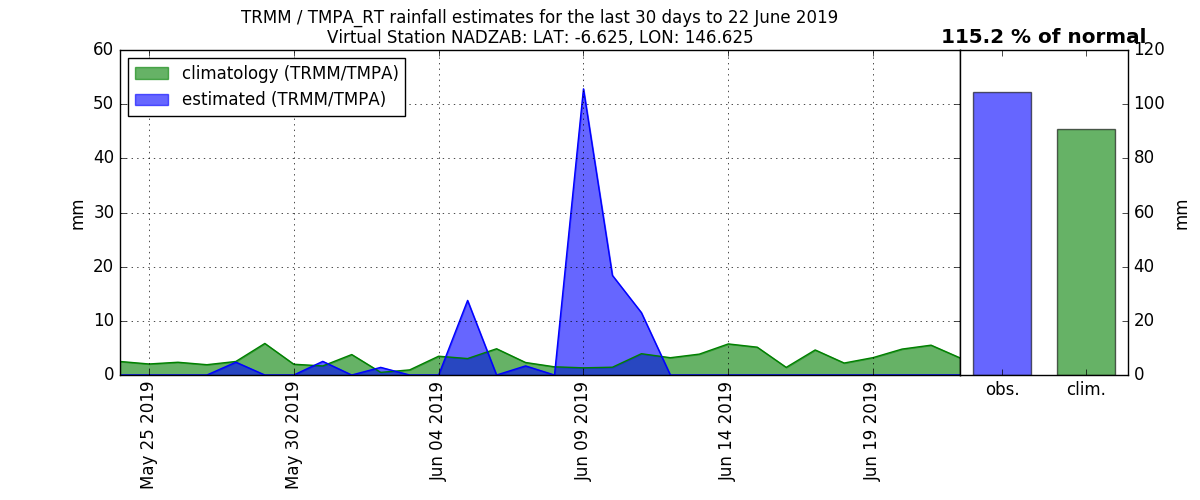 TRMM / TMPA_RT rainfall estimates for the last 30 days to 22 June 2019
Virtual Station NADZAB: LAT: -6.625, LON: 146.625
115.2 % of normal
climatology (TRMM/TMPA)
estimated (TRMM/TMPA)
60
50
40
30
20
10
0
mm
May 25 2019
May 30 2019
Jun 04 2019
Jun 09 2019
Jun 14 2019
Jun 19 2019
obs.
clim.
120
100
80
60
40
20
0
mm